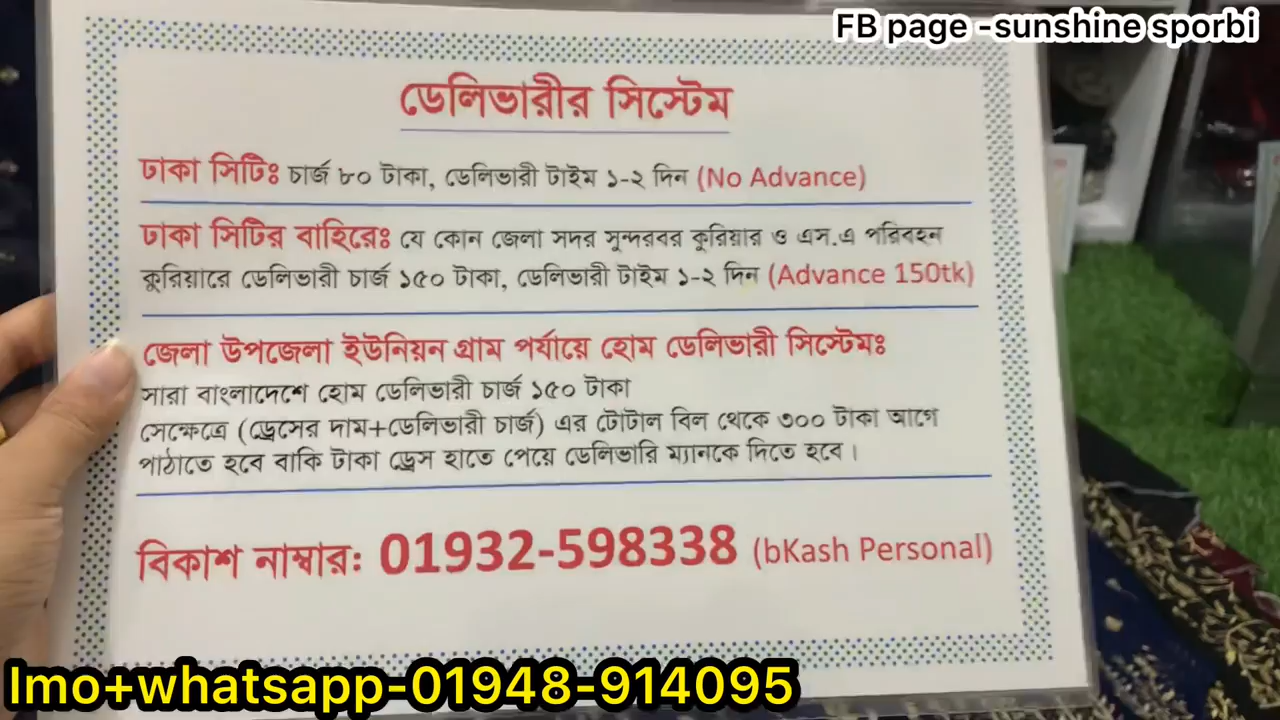 FB page -sunshine sporbi
ডেলিভারীর সিস্টেম
ঢাকা সিটিঃ চার্জ ৮০ টাকা, ডেলিভারী টাইম ১-২ দিন (No Advance)
ঢাকা সিটির বাহিরেঃ যে কোন জেলা সদর সুন্দরবর কুরিয়ার ও এস.এ পরিবহন
কুরিয়ারে ডেলিভারী চার্জ ১৫০ টাকা, ডেলিভারী টাইম ১-২ দিন (Advance 150tk)
জেলা উপজেলা ইউনিয়ন গ্রাম পর্যায়ে হোম ডেলিভারী সিস্টেমঃ
সারা বাংলাদেশে হোম ডেলিভারী চার্জ ১৫০ টাকা
সেক্ষেত্রে (ড্রেসের দাম+ডেলিভারী চার্জ) এর টোটাল বিল থেকে ৩০০ টাকা আগে
পাঠাতে হবে বাকি টাকা ড্রেস হাতে পেয়ে ডেলিভারি ম্যানকে দিতে হবে।
বিকাশ নাম্বার: 01932-598338 (bKash Personal)
Imo+whatsapp-01948-914095